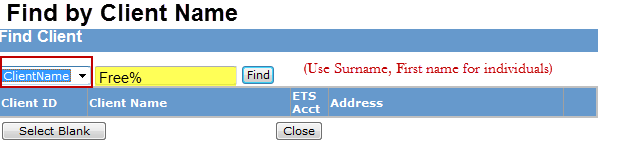 Find by Client Name
Find Client
ClientName Free% Find (Use Surname, First name for individuals)
Client ID Client Name ETS Acct Address
Select Blank Close